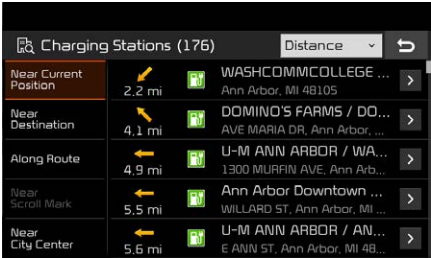 Charging Stations (176)
Distance
Near Current
Position
Near
Destination
Along Route
Near
Scroll Mark
Near
City Center
2.2 mi
WASHCOMMCOLLEGE ...
Ann Arbor, MI 48105
4.1 mi
DOMINO'S FARMS / DO...
AVE MARIA DR, Ann Arbor, ...
4.9 mi
U-M ANN ARBOR / WA...
1300 MURFIN AVE, Ann Arb...
5.5 mi
Ann Arbor Downtown ...
WILLARD ST, Ann Arbor, MI ...
5.6 mi
U-M ANN ARBOR / AN...
E ANN ST, Ann Arbor, MI 48...